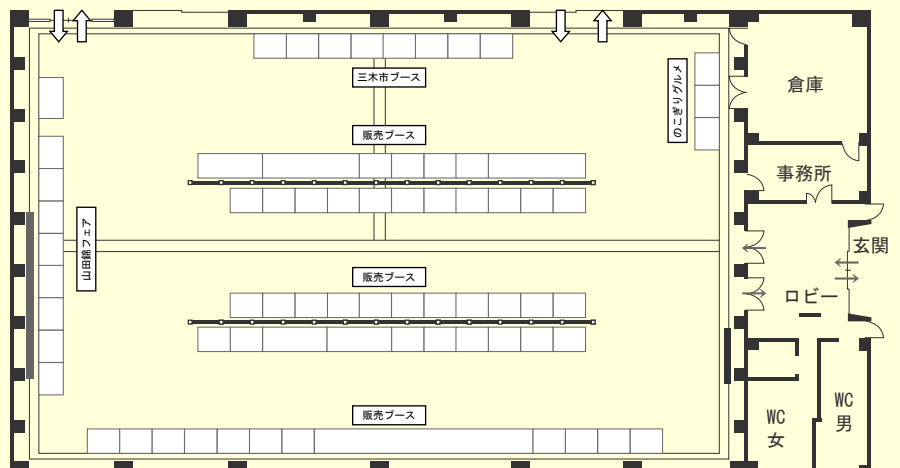 三木市ブース
のこぎりグルメ
倉庫
販売ブース
事務所
山田錦フェア
玄関
販売ブース
ロビー
販売ブース
WC
女
WC
男